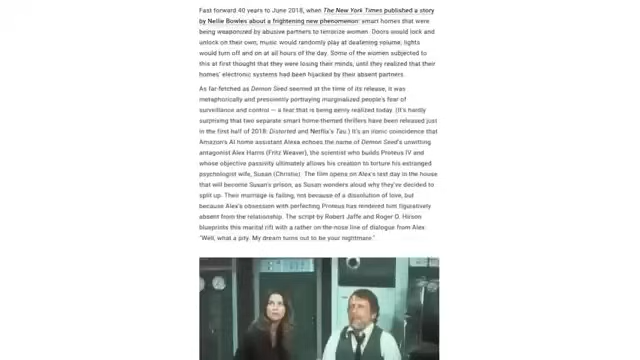 Fast forward 40 years to June 2018, when The New York Times published a story
by Nellie Bowles about a frightening new phenomenon: smart homes that were
being weaponized by abusive partners to terrorize women. Doors would lock and
unlock on their own, music would randomly play at deafening volume, lights
would turn off and on at all hours of the day. Some of the women subjected to
this at first thought that they were losing their minds, until they realized that their
homes' electronic systems had been hijacked by their absent partners.
As far-fetched as Demon Seed seemed at the time of its release, it was
metaphorically and presciently portraying marginalized people's fear of
surveillance and control — a fear that is being eerily realized today. (It's hardly
surprising that two separate smart home-themed thrillers have been released just
in the first half of 2018: Distorted and Netflix's Tau.) It's an ironic coincidence that
Amazon's AI home assistant Alexa echoes the name of Demon Seed's unwitting
antagonist Alex Harris (Fritz Weaver), the scientist who builds Proteus IV and
whose objective passivity ultimately allows his creation to torture his estranged
psychologist wife, Susan (Christie). The film opens on Alex's last day in the house
that will become Susan's prison, as Susan wonders aloud why they've decided to
split up. Their marriage is failing, not because of a dissolution of love, but
because Alex's obsession with perfecting Proteus has rendered him figuratively
absent from the relationship. The script by Robert Jaffe and Roger O. Hirson
blueprints this marital rift with a rather on the nose line of dialogue from Alex:
"Well, what a pity. My dream turns out to be your nightmare."